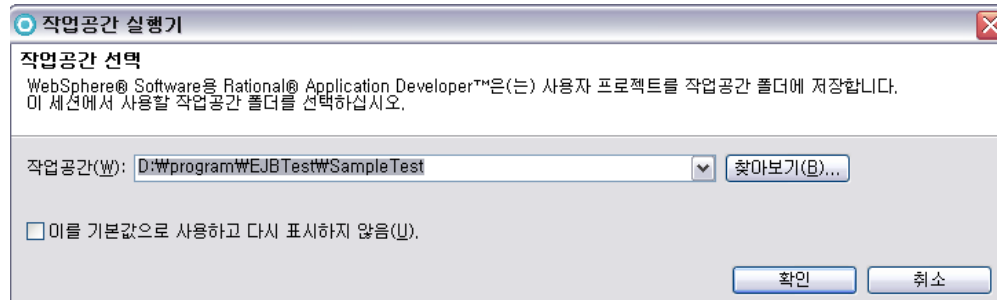 작업공간 실행기
작업공간 선택
WebSphere® Software용 Rational® Application Developer™은(는) 사용자 프로젝트를 작업공간 폴더에 저장합니다.
이 세션에서 사용할 작업공간 폴더를 선택하십시오.
작업공간(W): D:₩program₩EJBTest₩SampleTest 찾아보기(B)...
이를 기본값으로 사용하고 다시 표시하지 않음(U).
확인 취소